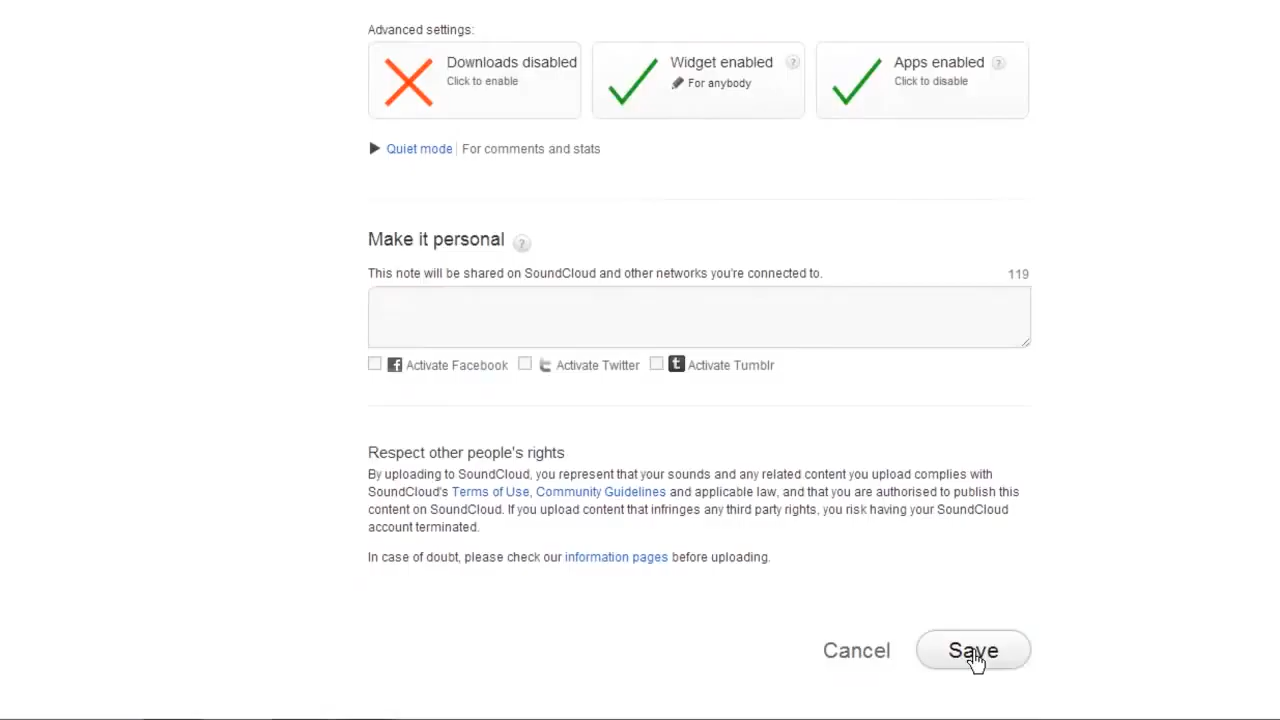 Advanced settings:
Downloads disabled
Click to enable
Widget enabled ?
For anybody
Apps enabled ?
Click to disable
Quiet mode | For comments and stats
Make it personal ?
This note will be shared on SoundCloud and other networks you're connected to. 119
Activate Facebook Activate Twitter Activate Tumblr
Respect other people's rights
By uploading to SoundCloud, you represent that your sounds and any related content you upload complies with
SoundCloud's Terms of Use, Community Guidelines and applicable law, and that you are authorised to publish this
content on SoundCloud. If you upload content that infringes any third party rights, you risk having your SoundCloud
account terminated.
In case of doubt, please check our information pages before uploading.
Cancel Save